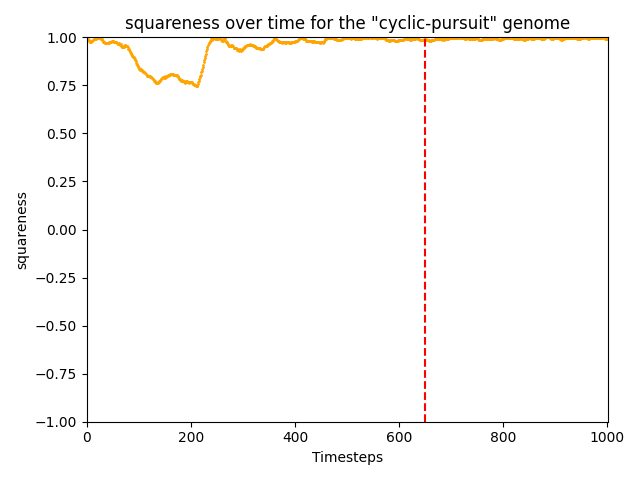 squareness over time for the "cyclic-pursuit" genome
1.00
0.75
0.50
0.25
0.00
−0.25
−0.50
−0.75
−1.00
squareness
0 200 400 600 800 1000
Timesteps